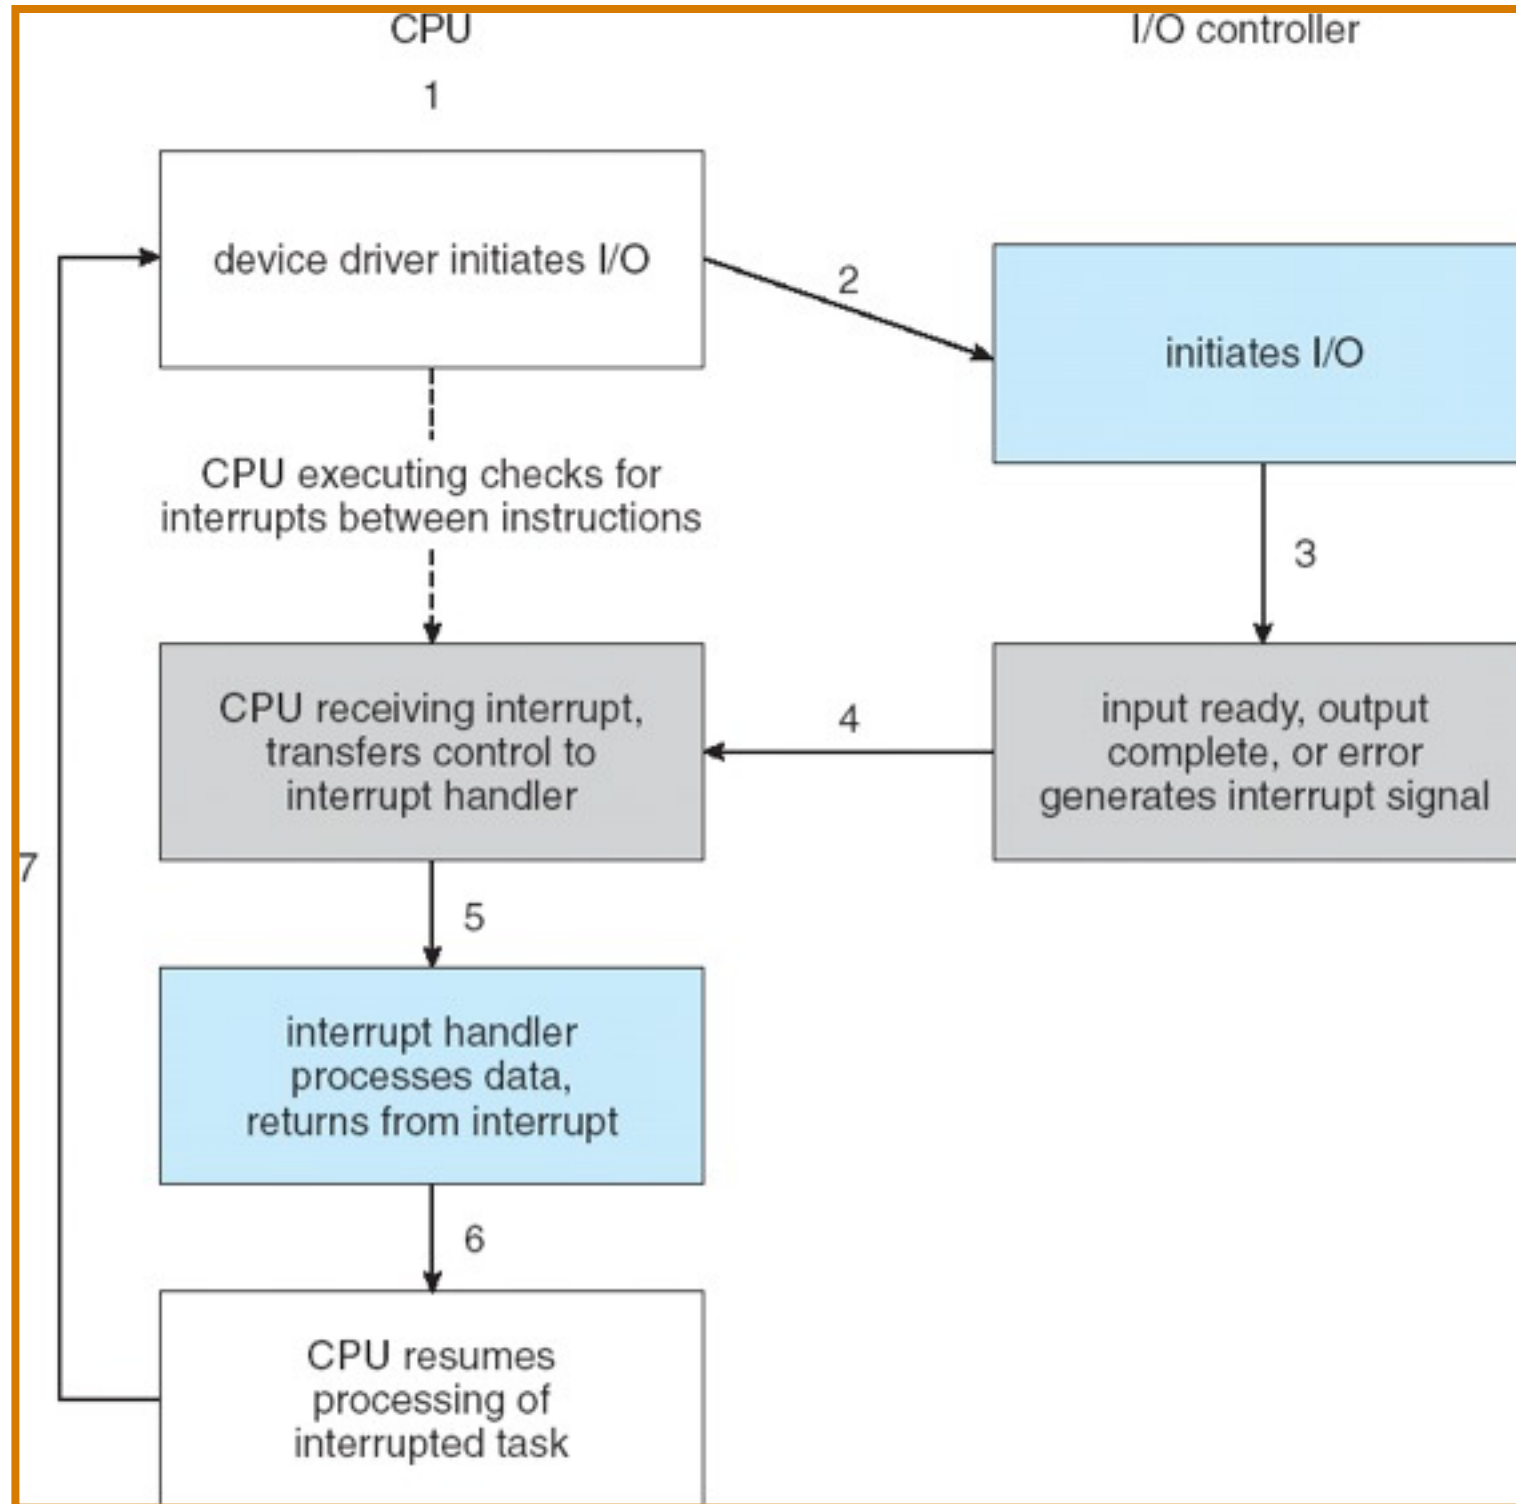 CPU
I/O controller
1
device driver initiates I/O
2
initiates I/O
CPU executing checks for
interrupts between instructions
3
CPU receiving interrupt,
transfers control to
interrupt handler
4
input ready, output
complete, or error
generates interrupt signal
7
5
interrupt handler
processes data,
returns from interrupt
6
CPU resumes
processing of
interrupted task